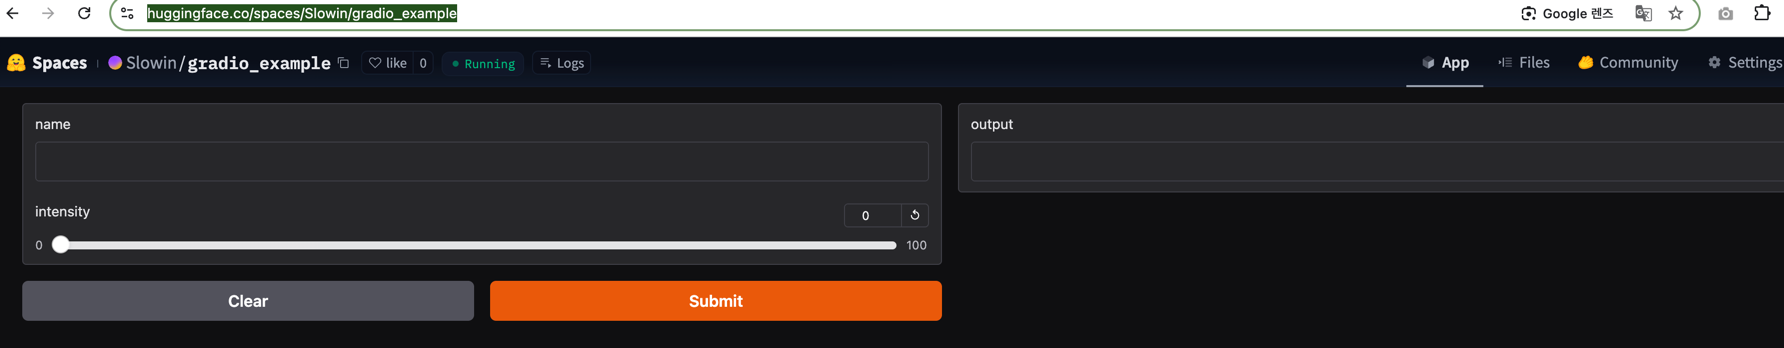 huggingface.co/spaces/Slowin/gradio_example
Google 렌즈
Spaces Slowin/gradio_example like 0 Running Logs App Files Community Settings
name
output
intensity
0
0 100
Clear Submit